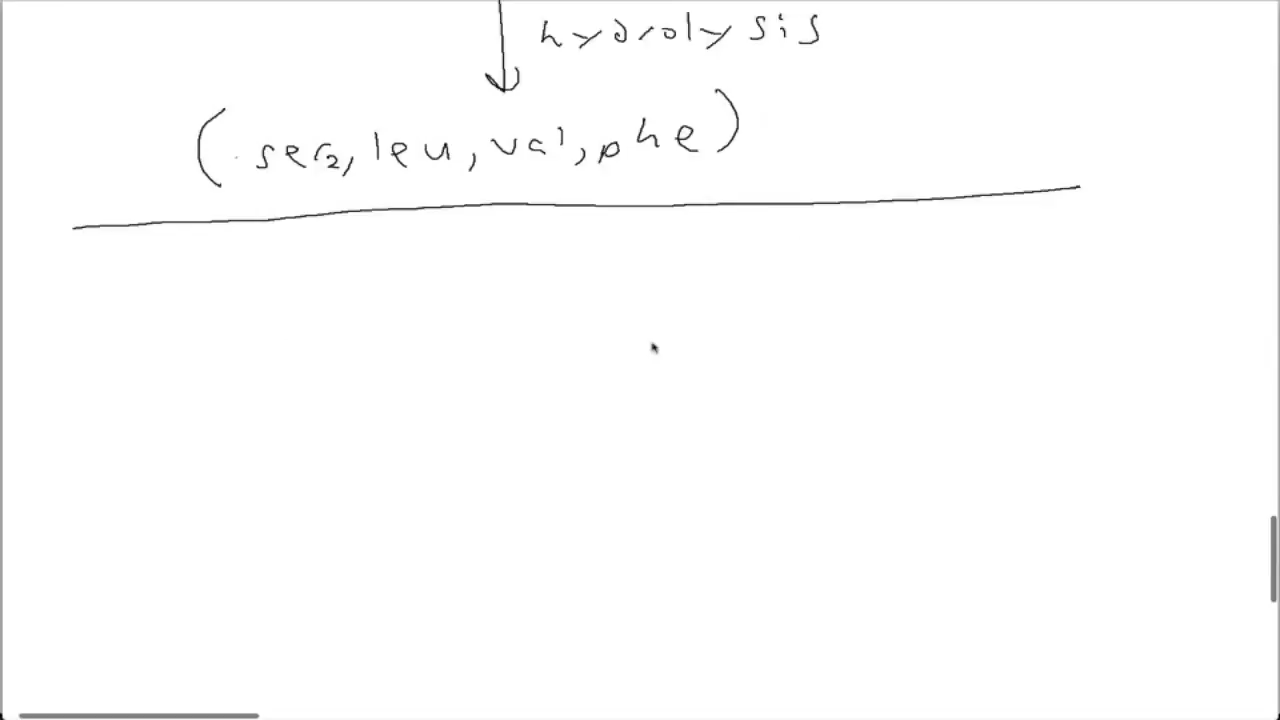 hydrolysis
(ser₂, leu, val, phe)